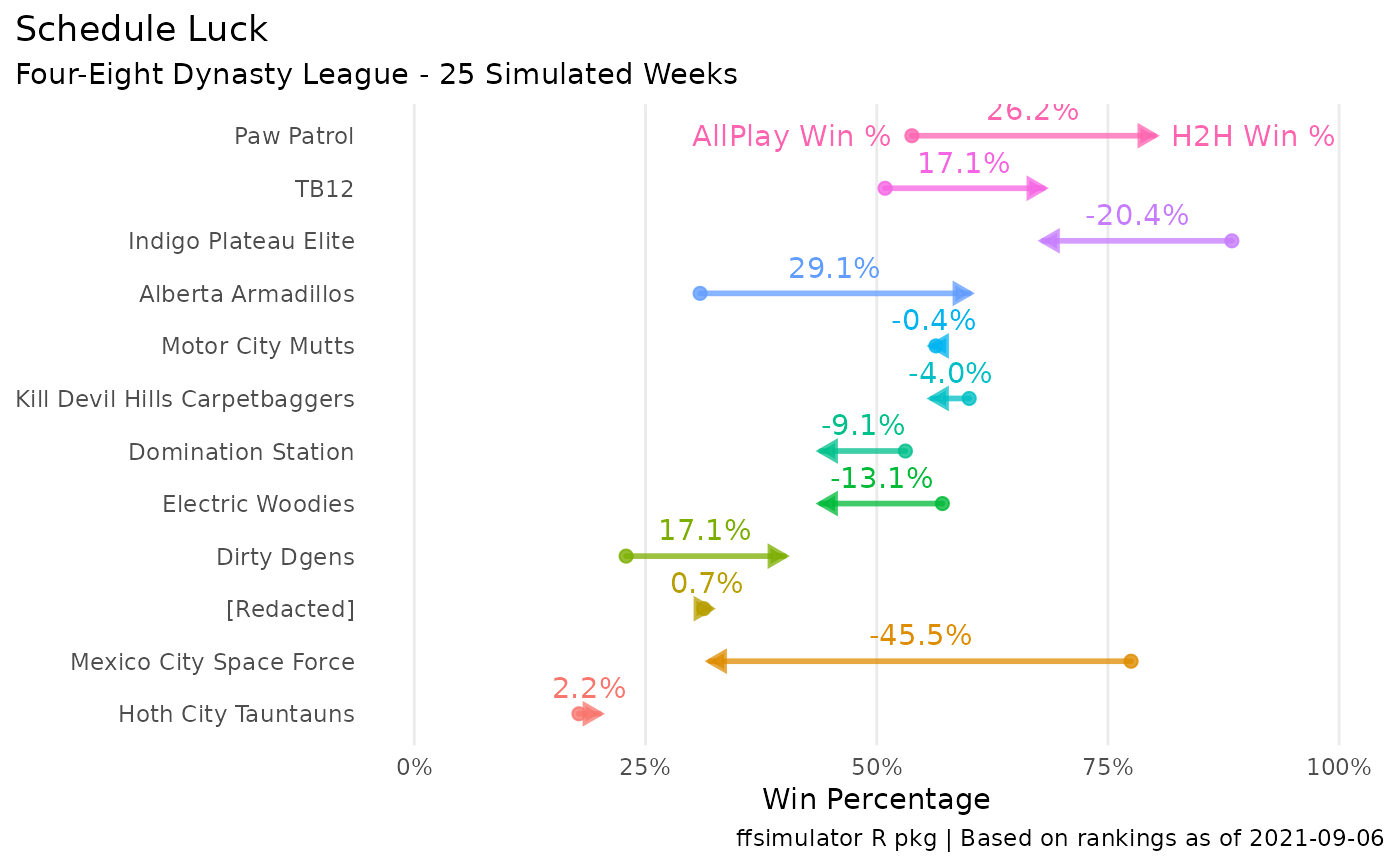 Schedule Luck
Four-Eight Dynasty League - 25 Simulated Weeks
26.2%
Paw Patrol AllPlay Win % H2H Win %
17.1%
TB12
-20.4%
Indigo Plateau Elite
29.1%
Alberta Armadillos
-0.4%
Motor City Mutts
-4.0%
Kill Devil Hills Carpetbaggers
-9.1%
Domination Station
-13.1%
Electric Woodies
17.1%
Dirty Dgens
0.7%
[Redacted]
-45.5%
Mexico City Space Force
2.2%
Hoth City Tauntauns
0% 25% 50% 75% 100%
Win Percentage
ffsimulator R pkg | Based on rankings as of 2021-09-06